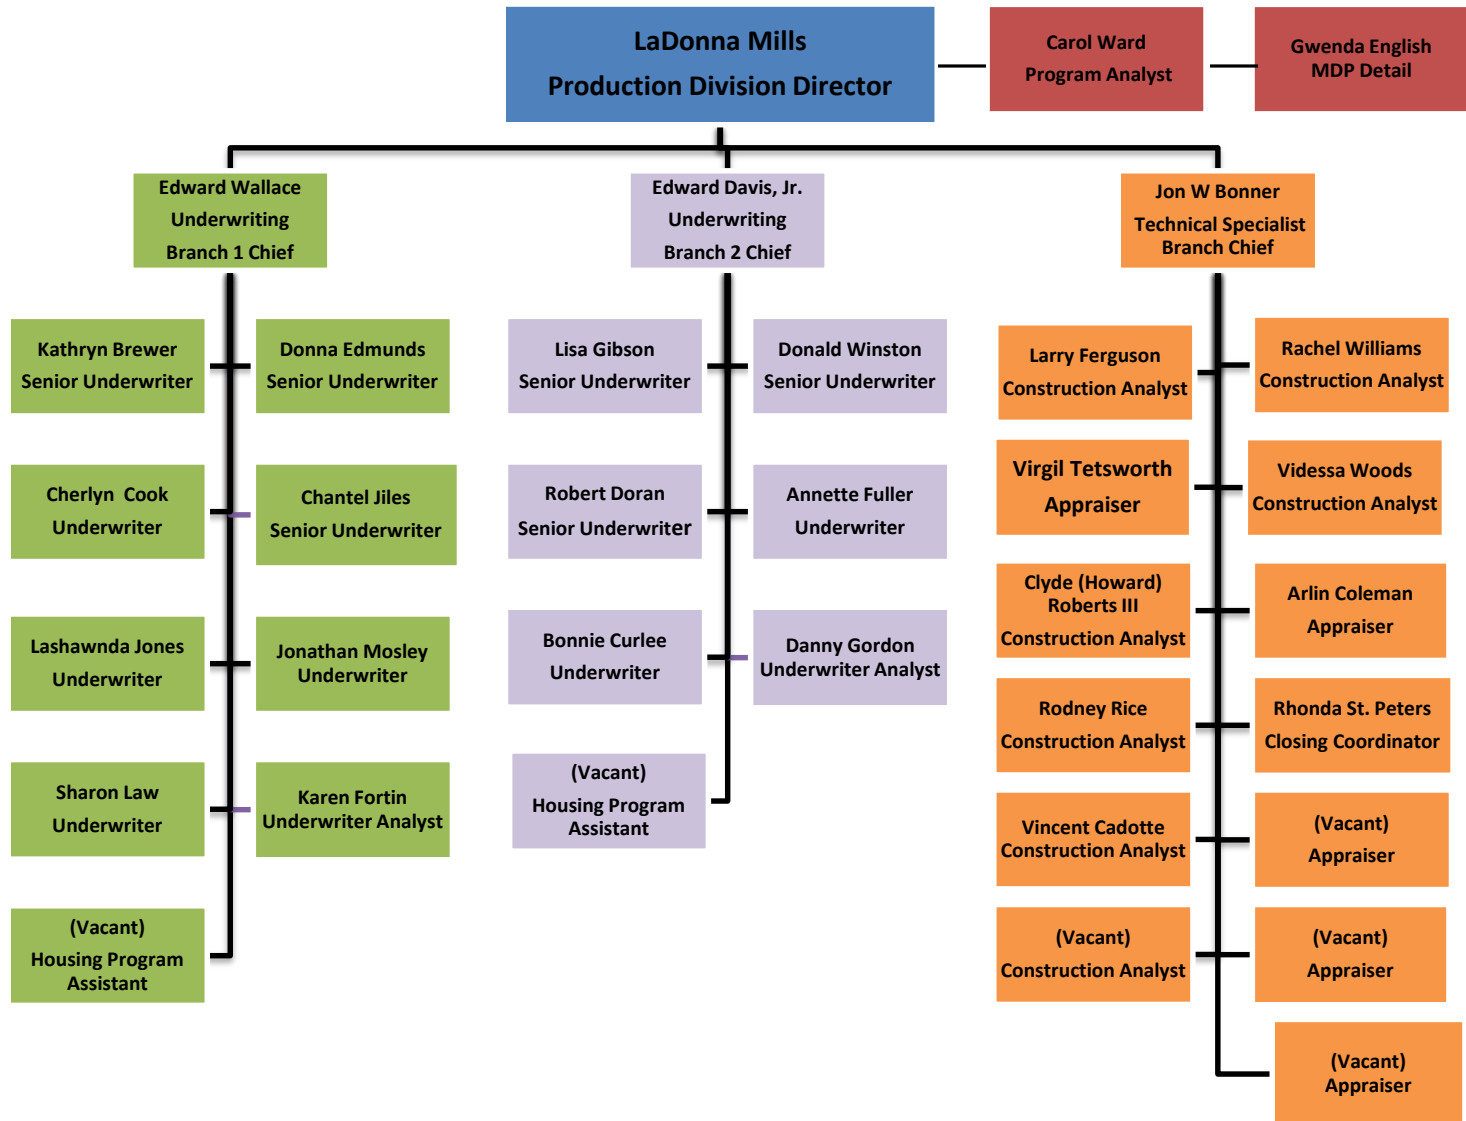 LaDonna Mills
Production Division Director
Carol Ward
Program Analyst
Gwenda English
MDP Detail
Edward Wallace
Underwriting
Branch 1 Chief
Edward Davis, Jr.
Underwriting
Branch 2 Chief
Jon W Bonner
Technical Specialist
Branch Chief
Kathryn Brewer
Senior Underwriter
Donna Edmunds
Senior Underwriter
Cherlyn Cook
Underwriter
Chantel Jiles
Senior Underwriter
Lashawnda Jones
Underwriter
Jonathan Mosley
Underwriter
Sharon Law
Underwriter
Karen Fortin
Underwriter Analyst
(Vacant)
Housing Program
Assistant
Lisa Gibson
Senior Underwriter
Donald Winston
Senior Underwriter
Robert Doran
Senior Underwriter
Annette Fuller
Underwriter
Bonnie Curlee
Underwriter
Danny Gordon
Underwriter Analyst
(Vacant)
Housing Program
Assistant
Larry Ferguson
Construction Analyst
Rachel Williams
Construction Analyst
Virgil Tetsworth
Appraiser
Videssa Woods
Construction Analyst
Clyde (Howard)
Roberts III
Construction Analyst
Arlin Coleman
Appraiser
Rodney Rice
Construction Analyst
Rhonda St. Peters
Closing Coordinator
Vincent Cadotte
Construction Analyst
(Vacant)
Appraiser
(Vacant)
Construction Analyst
(Vacant)
Appraiser
(Vacant)
Appraiser